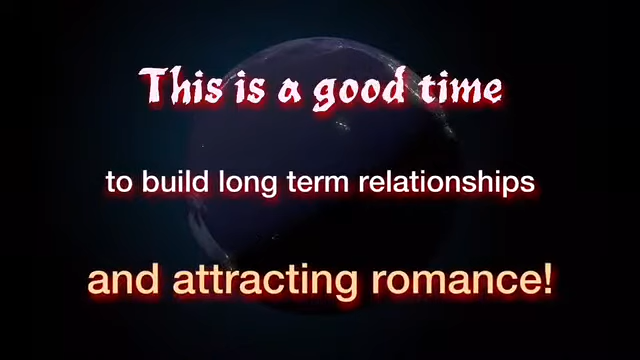 This is a good time
to build long term relationships
and attracting romance!